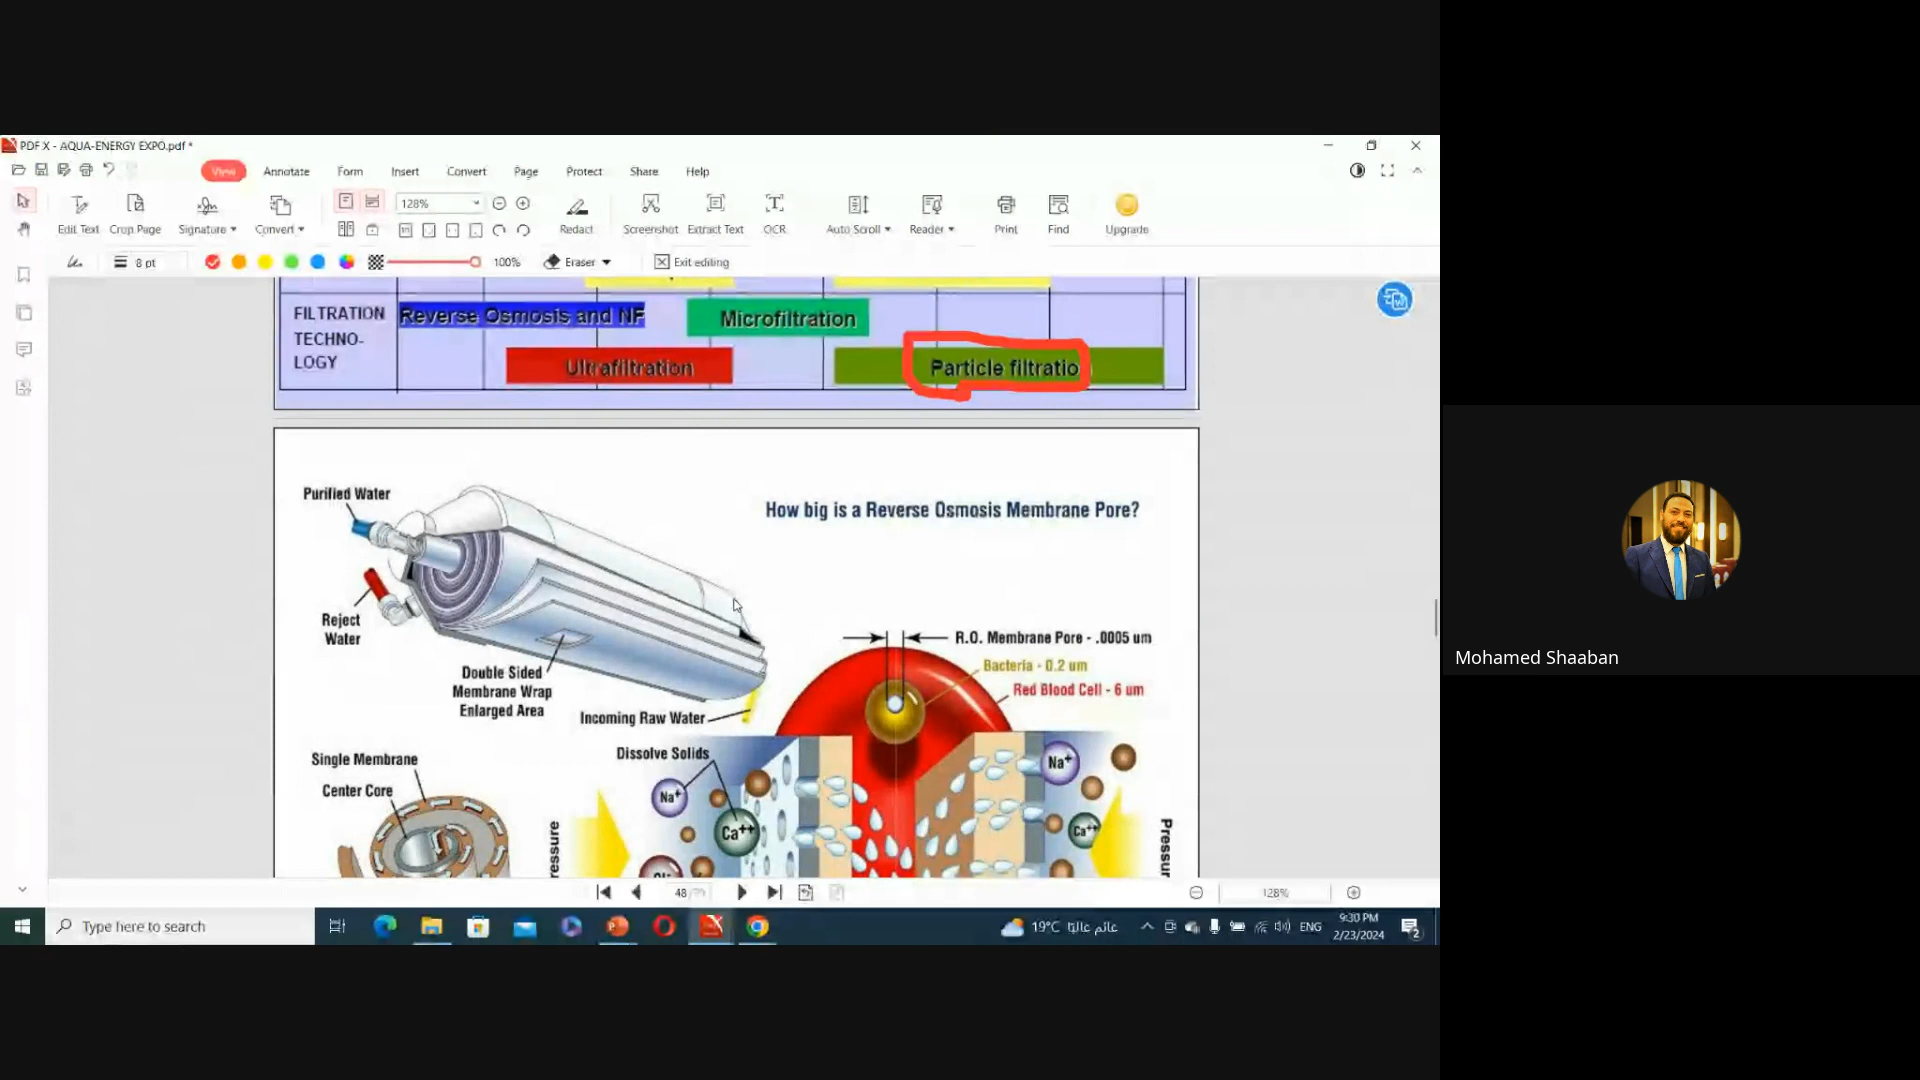 PDF X - AQUA-ENERGY EXPO.pdf *
View Annotate Form Insert Convert Page Protect Share Help
128%
Edit Text Crop Page Signature Convert Redact Screenshot Extract Text OCR Auto Scroll Reader Print Find Upgrade
8 pt 100% Eraser Exit editing
FILTRATION
TECHNO-
LOGY
Reverse Osmosis and NF
Microfiltration
Ultrafiltration
Particle filtratio
Purified Water
How big is a Reverse Osmosis Membrane Pore?
Reject
Water
R.O. Membrane Pore - .0005 um
Bacteria - 0.2 um
Red Blood Cell - 6 um
Double Sided
Membrane Wrap
Enlarged Area
Incoming Raw Water
Dissolve Solids
Single Membrane
Center Core
Na+
Ca++
Na+
Ca++
ressure
Pressur
48
128%
Type here to search
19°C غائم غالبًا
ENG
9:30 PM
2/23/2024
2
Mohamed Shaaban